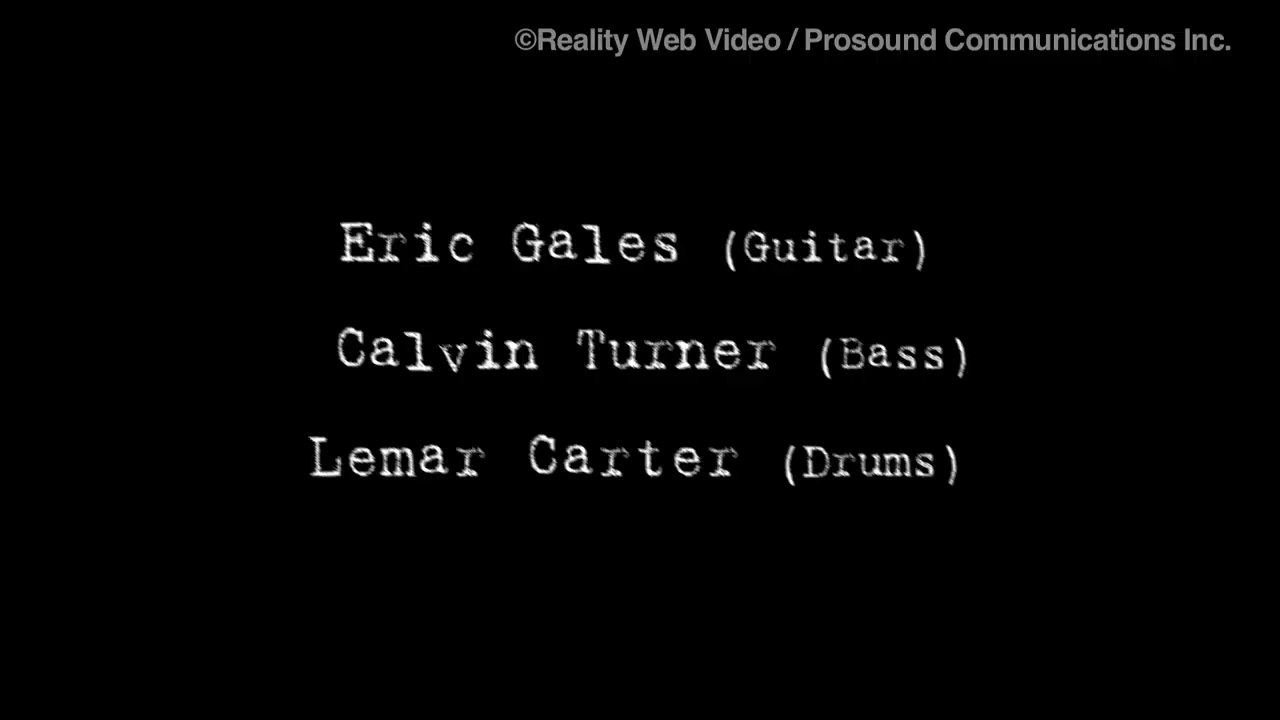 ©Reality Web Video / Prosound Communications Inc.
Eric Gales (Guitar)
Calvin Turner (Bass)
Lemar Carter (Drums)